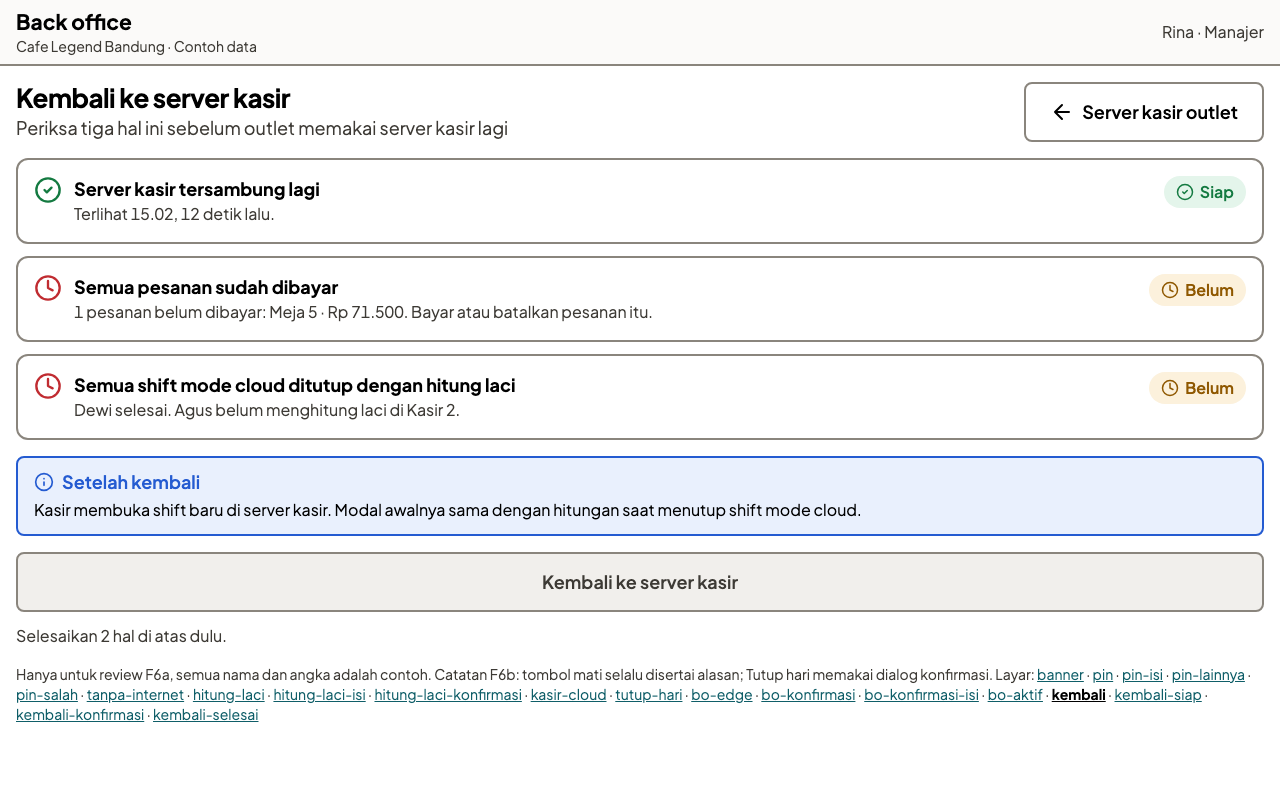 Back office
Cafe Legend Bandung · Contoh data
Rina · Manajer
Kembali ke server kasir
Periksa tiga hal ini sebelum outlet memakai server kasir lagi
Server kasir outlet
Server kasir tersambung lagi
Terlihat 15.02, 12 detik lalu.
Siap
Semua pesanan sudah dibayar
1 pesanan belum dibayar: Meja 5 · Rp 71.500. Bayar atau batalkan pesanan itu.
Belum
Semua shift mode cloud ditutup dengan hitung laci
Dewi selesai. Agus belum menghitung laci di Kasir 2.
Belum
Setelah kembali
Kasir membuka shift baru di server kasir. Modal awalnya sama dengan hitungan saat menutup shift mode cloud.
Kembali ke server kasir
Selesaikan 2 hal di atas dulu.
Hanya untuk review F6a, semua nama dan angka adalah contoh. Catatan F6b: tombol mati selalu disertai alasan; Tutup hari memakai dialog konfirmasi. Layar: banner · pin · pin-isi · pin-lainnya ·
pin-salah · tanpa-internet · hitung-laci · hitung-laci-isi · hitung-laci-konfirmasi · kasir-cloud · tutup-hari · bo-edge · bo-konfirmasi · bo-konfirmasi-isi · bo-aktif · kembali · kembali-siap ·
kembali-konfirmasi · kembali-selesai